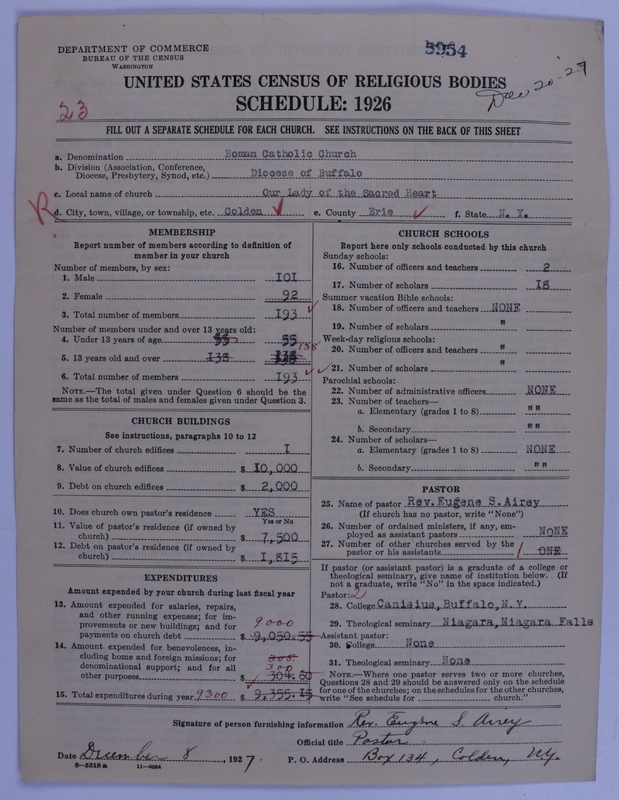 DEPARTMENT OF COMMERCE
BUREAU OF THE CENSUS
WASHINGTON
5954
Dec 20-27
UNITED STATES CENSUS OF RELIGIOUS BODIES
SCHEDULE: 1926
23
FILL OUT A SEPARATE SCHEDULE FOR EACH CHURCH. SEE INSTRUCTIONS ON THE BACK OF THIS SHEET
a. Denomination Roman Catholic Church
b. Division (Association, Conference, Diocese, Presbytery, Synod, etc.) Diocese of Buffalo
c. Local name of church Our Lady of the Sacred Heart
R d. City, town, village, or township, etc. Colden e. County Erie f. State N. Y.
MEMBERSHIP
Report number of members according to definition of
member in your church
Number of members, by sex:
1. Male 101
2. Female 92
3. Total number of members 193
Number of members under and over 13 years old:
4. Under 13 years of age 55 55
138
5. 13 years old and over 138 138
6. Total number of members 193
NOTE.—The total given under Question 6 should be
same as the total of males and females given under Question 3.
CHURCH BUILDINGS
See instructions, paragraphs 10 to 12
7. Number of church edifices 1
8. Value of church edifices $ 10,000
9. Debt on church edifices $ 2,000
10. Does church own pastor's residence YES
Yes or No
11. Value of pastor's residence (if owned by
church) $ 7,500
12. Debt on pastor's residence (if owned by
church) $ 1,815
EXPENDITURES
Amount expended by your church during last fiscal year
13. Amount expended for salaries, repairs,
and other running expenses; for im-
provements or new buildings; and for 9000
payments on church debt $ 9,050.55
14. Amount expended for benevolences, in-
cluding home and foreign missions; for 305.
denominational support; and for all 300
other purposes $ 304.60
15. Total expenditures during year 9300 $ 9,355.15
CHURCH SCHOOLS
Report here only schools conducted by this church
Sunday schools:
16. Number of officers and teachers 2
17. Number of scholars 18
Summer vacation Bible schools:
18. Number of officers and teachers NONE
19. Number of scholars "
Week-day religious schools:
20. Number of officers and teachers "
21. Number of scholars "
Parochial schools:
22. Number of administrative officers NONE
23. Number of teachers—
a. Elementary (grades 1 to 8) " "
b. Secondary " "
24. Number of scholars—
a. Elementary (grades 1 to 8) NONE
b. Secondary " "
PASTOR
25. Name of pastor Rev. Eugene S. Airey
(If church has no pastor, write "None")
26. Number of ordained ministers, if any, em-
ployed as assistant pastors NONE
27. Number of other churches served by the
pastor or his assistants 1 ONE
If pastor (or assistant pastor) is a graduate of a college or
theological seminary, give name of institution below. (If
not a graduate, write "No" in the space indicated.)
Pastor: 2
28. College Canisius, Buffalo, N.Y.
29. Theological seminary Niagara, Niagara Falls
Assistant pastor:
30. College None
31. Theological seminary None
NOTE.—Where one pastor serves two or more churches,
Questions 28 and 29 should be answered only on the schedule
for one of the churches; on the schedules for the other churches,
write "See schedule for church."
Signature of person furnishing information Rev. Eugene S. Airey
Official title Pastor
Date December 8, 1927. P. O. Address Box 134, Colden, N.Y.
8—5518 a 11—9084